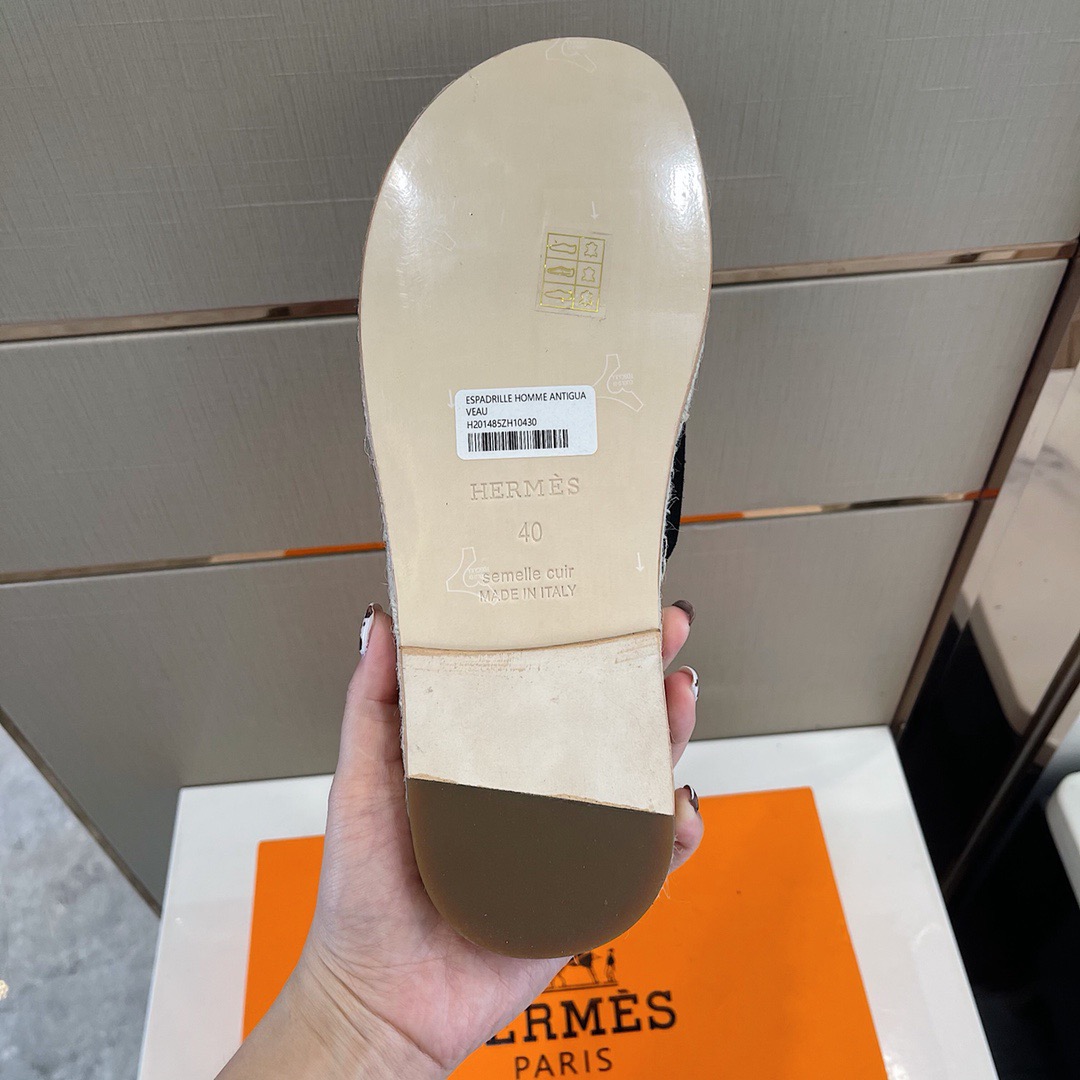 ESPADRILLE HOMME ANTIGUA
VEAU
H201485ZH10430
HERMÈS
40
semelle cuir
MADE IN ITALY
HERMÈS
PARIS